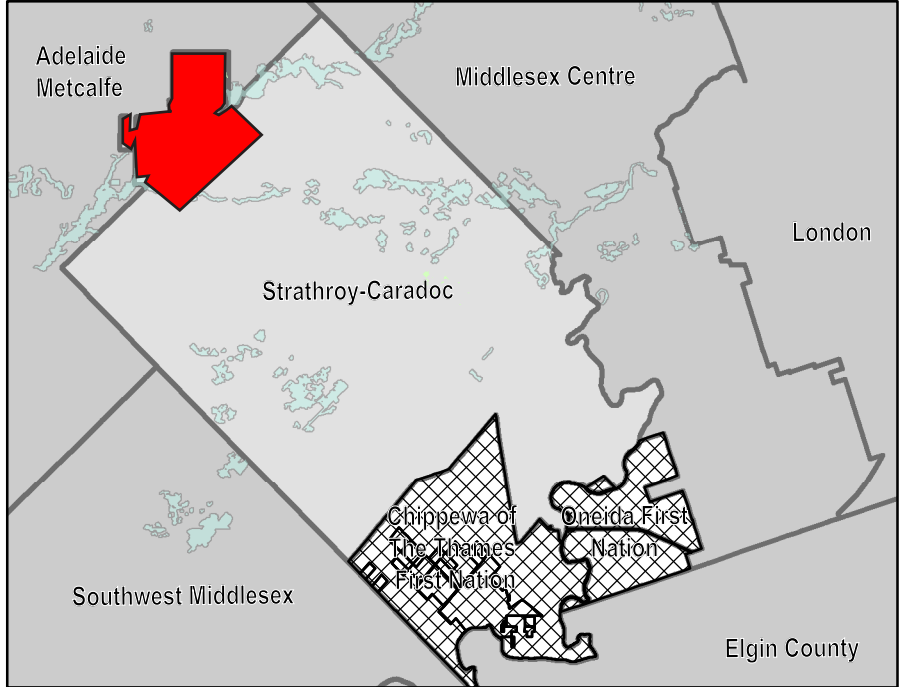 Adelaide
Metcalfe
Middlesex Centre
London
Strathroy-Caradoc
Chippewa of
The Thames
First Nation
Oneida First
Nation
Southwest Middlesex
Elgin County